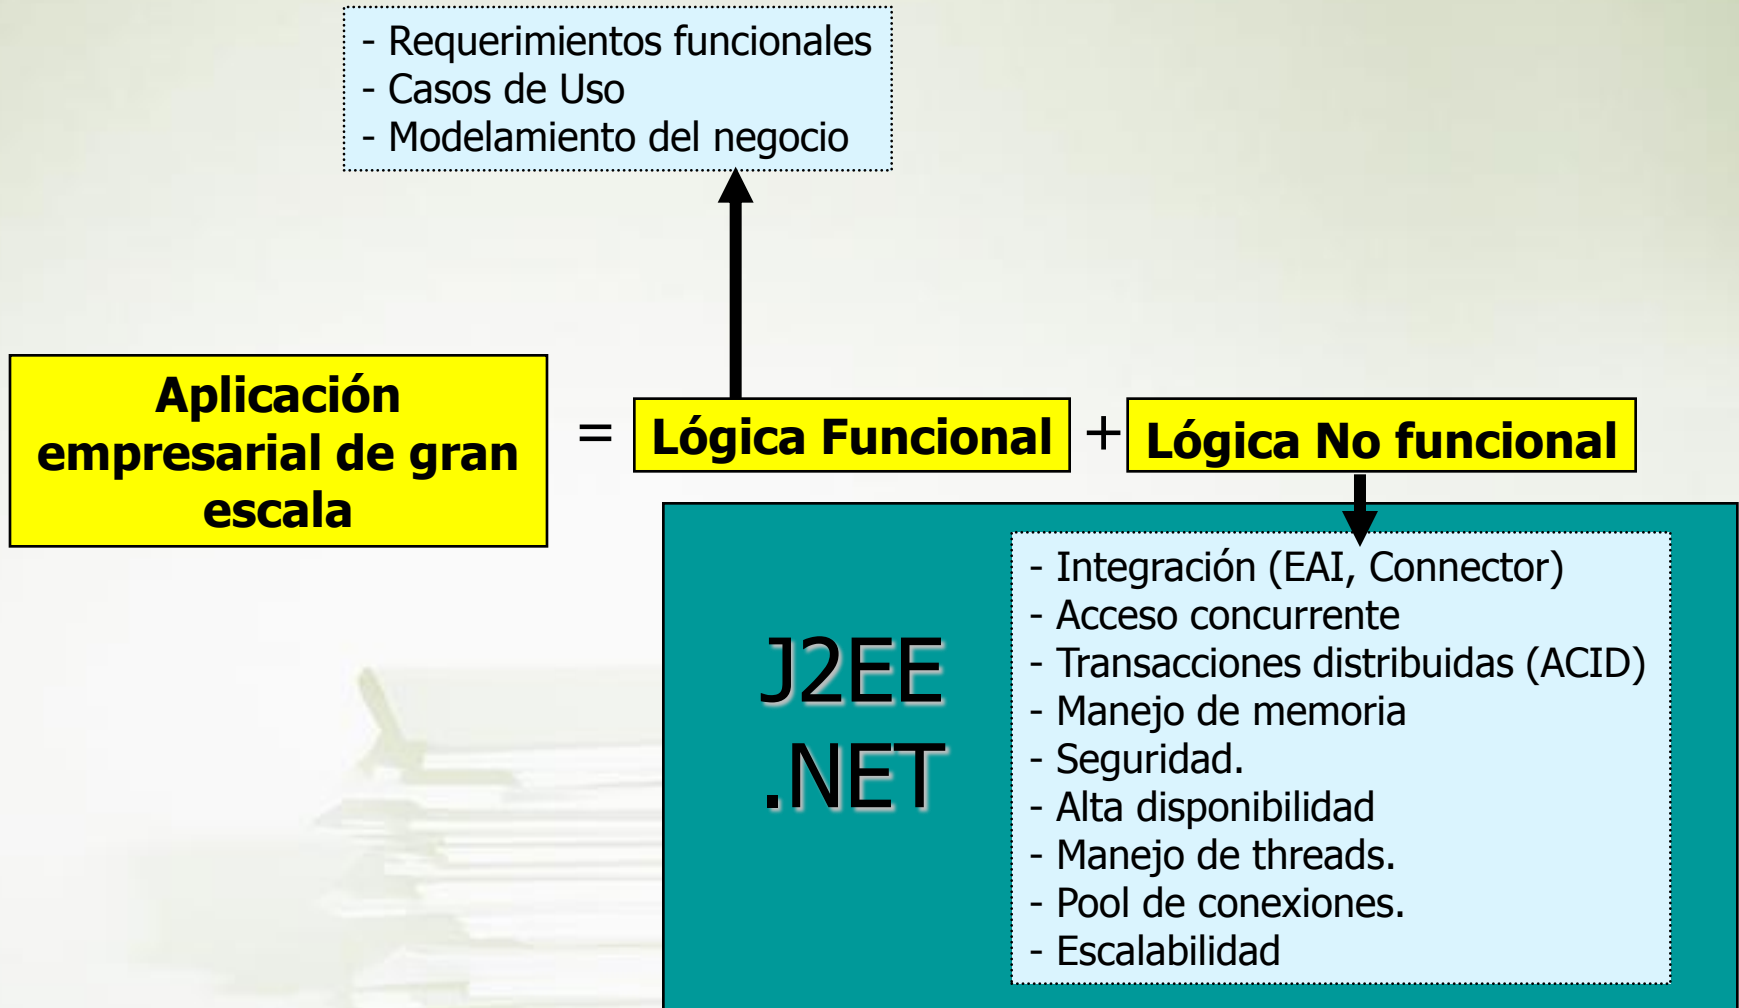 - Requerimientos funcionales
- Casos de Uso
- Modelamiento del negocio
Aplicación
empresarial de gran
escala
=
Lógica Funcional
+
Lógica No funcional
J2EE
.NET
- Integración (EAI, Connector)
- Acceso concurrente
- Transacciones distribuidas (ACID)
- Manejo de memoria
- Seguridad.
- Alta disponibilidad
- Manejo de threads.
- Pool de conexiones.
- Escalabilidad